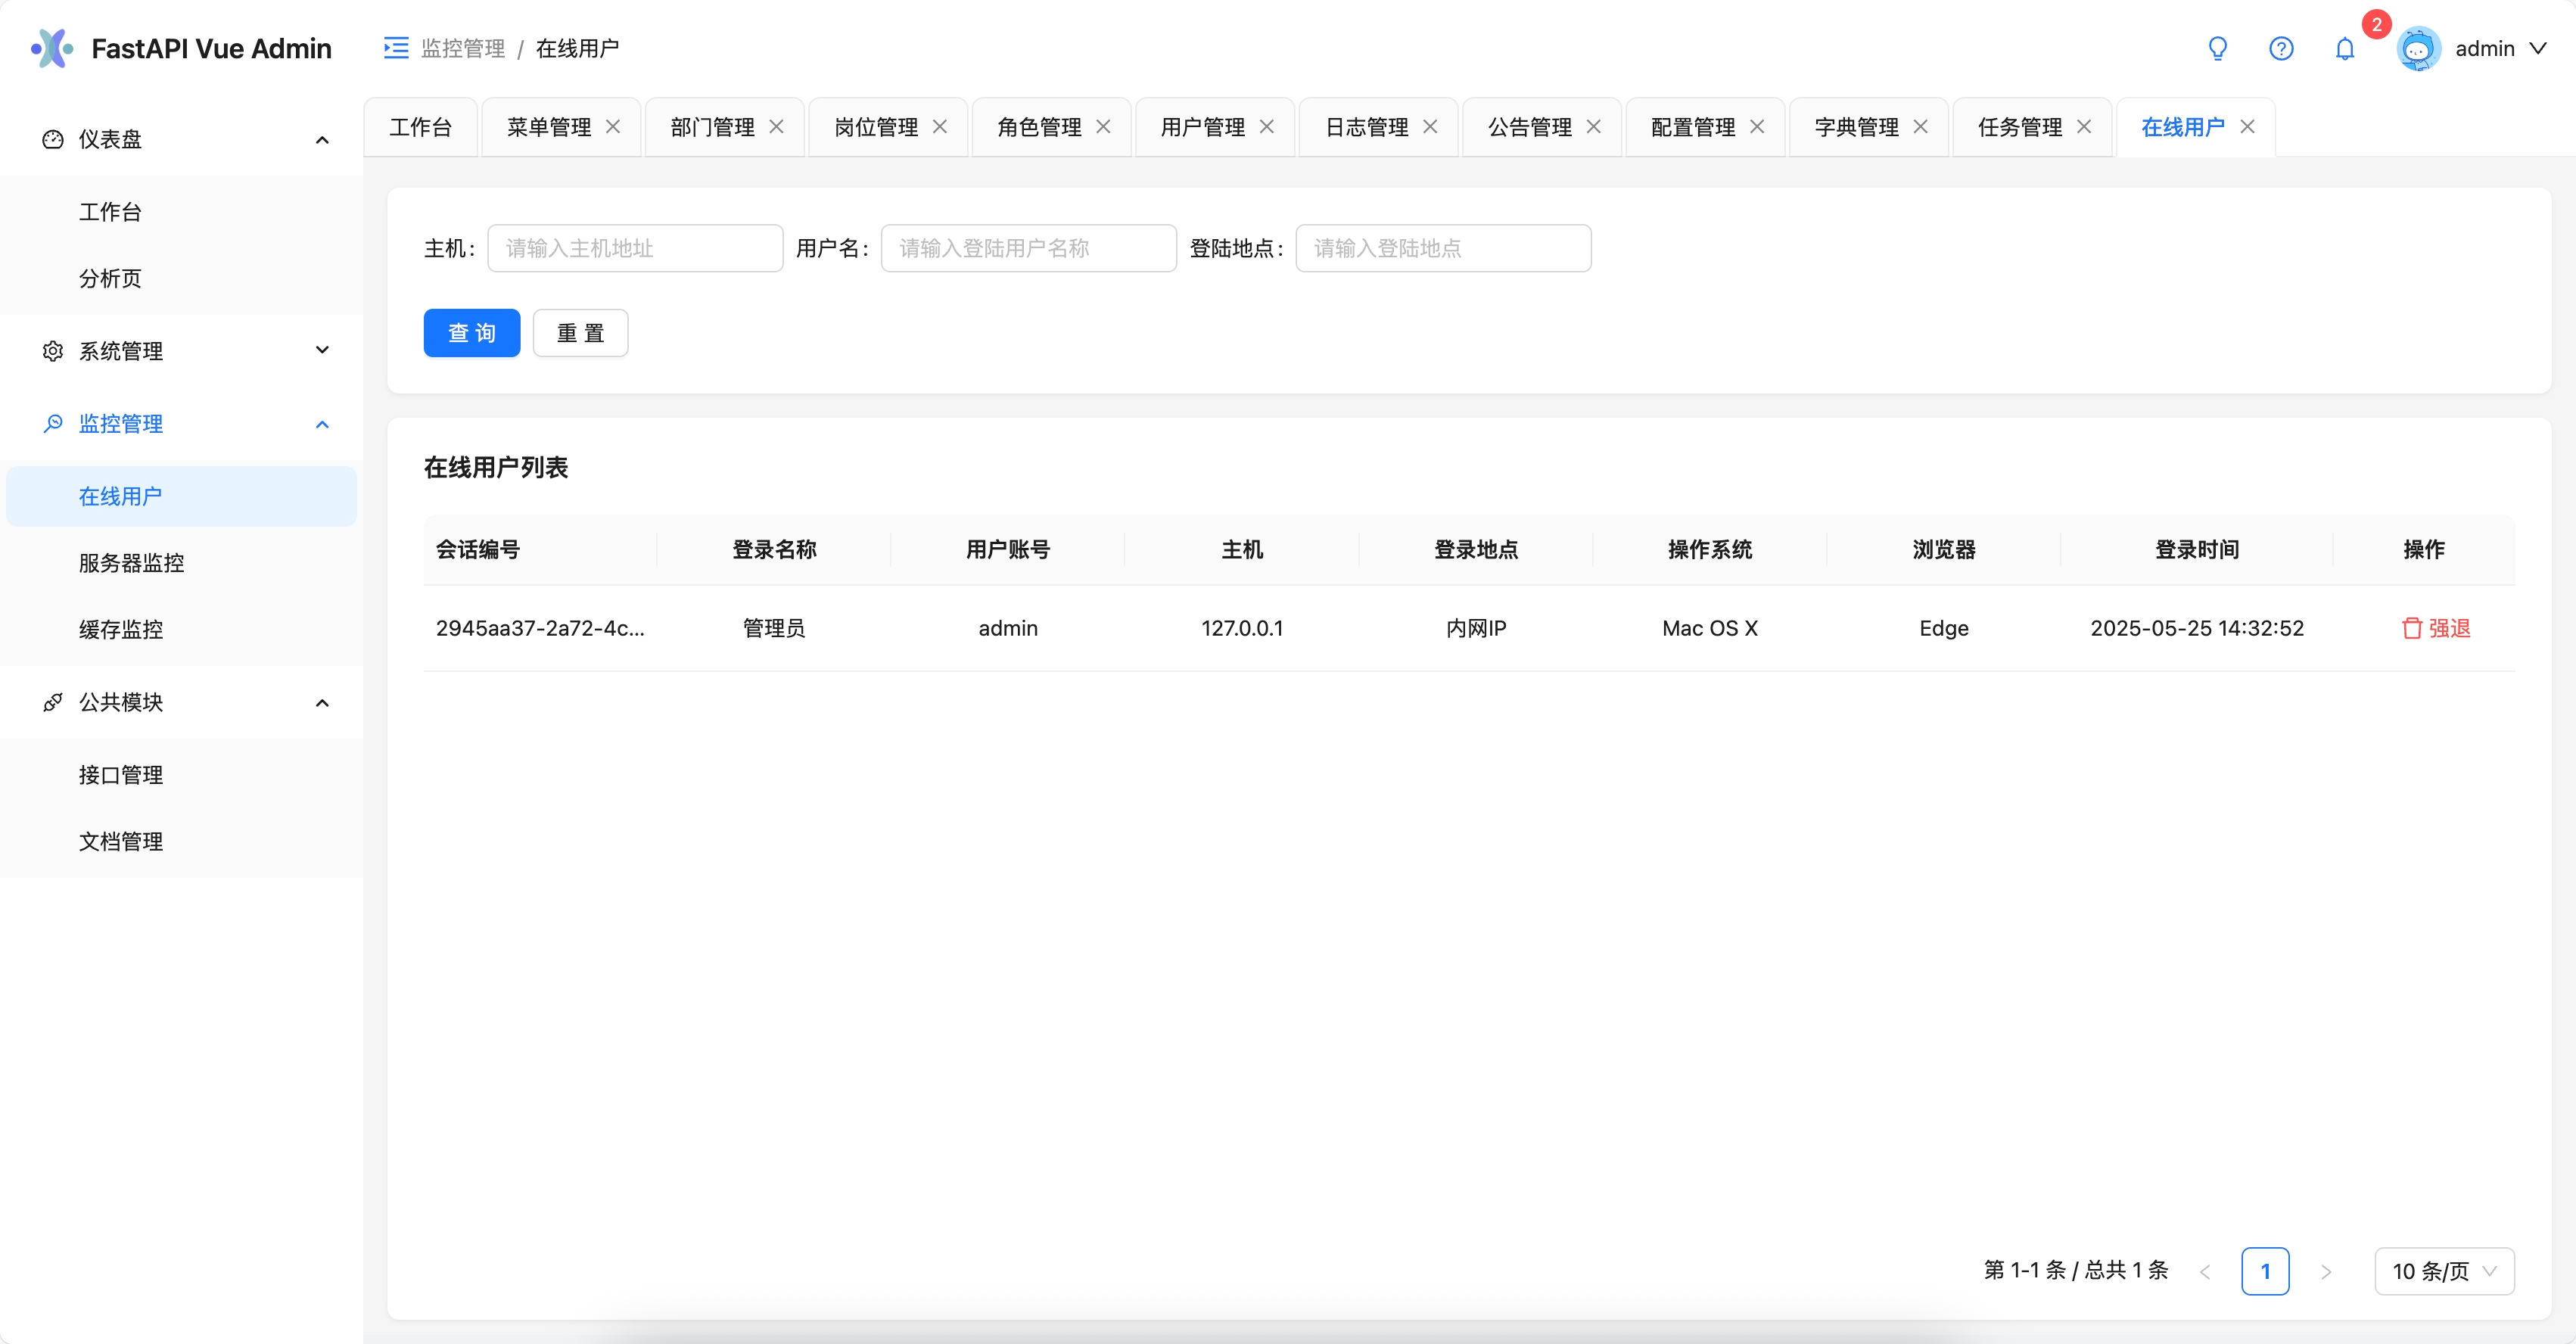 FastAPI Vue Admin
监控管理 / 在线用户
2
admin
工作台 菜单管理 部门管理 岗位管理 角色管理 用户管理 日志管理 公告管理 配置管理 字典管理 任务管理 在线用户
仪表盘
工作台
分析页
系统管理
监控管理
在线用户
服务器监控
缓存监控
公共模块
接口管理
文档管理
主机: 请输入主机地址 用户名: 请输入登陆用户名称 登陆地点: 请输入登陆地点
查 询 重 置
在线用户列表
会话编号 登录名称 用户账号 主机 登录地点 操作系统 浏览器 登录时间 操作
2945aa37-2a72-4c... 管理员 admin 127.0.0.1 内网IP Mac OS X Edge 2025-05-25 14:32:52 强退
第 1-1 条 / 总共 1 条 1 10 条/页